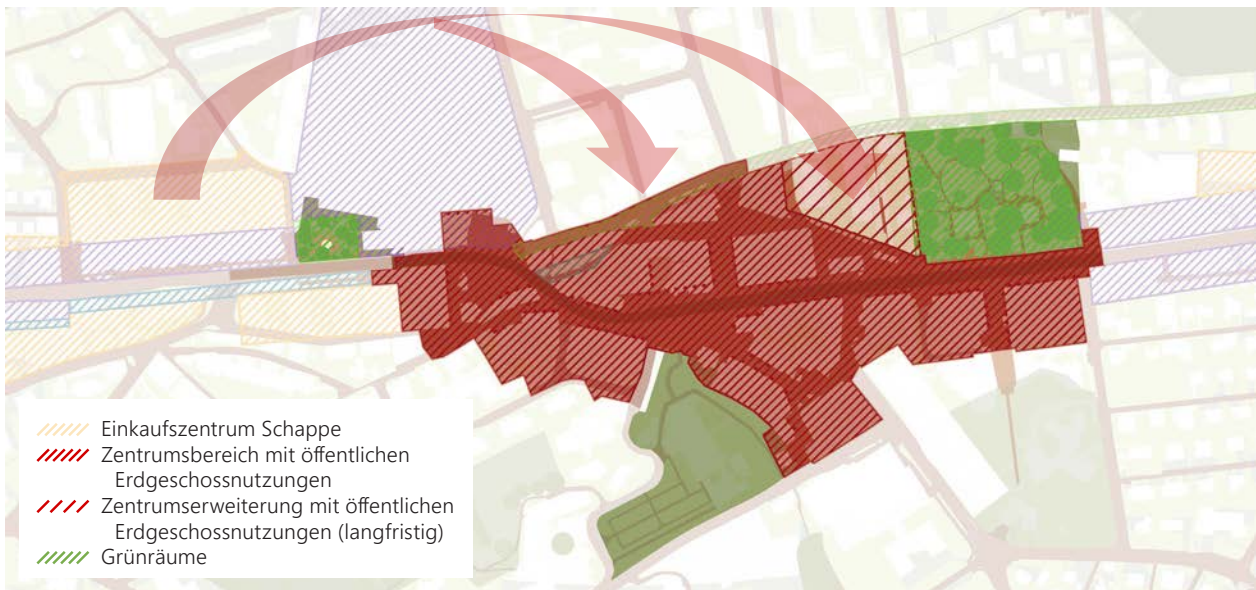 Einkaufszentrum Schappe
Zentrumsbereich mit öffentlichen
Erdgeschossnutzungen
Zentrumserweiterung mit öffentlichen
Erdgeschossnutzungen (langfristig)
Grünräume